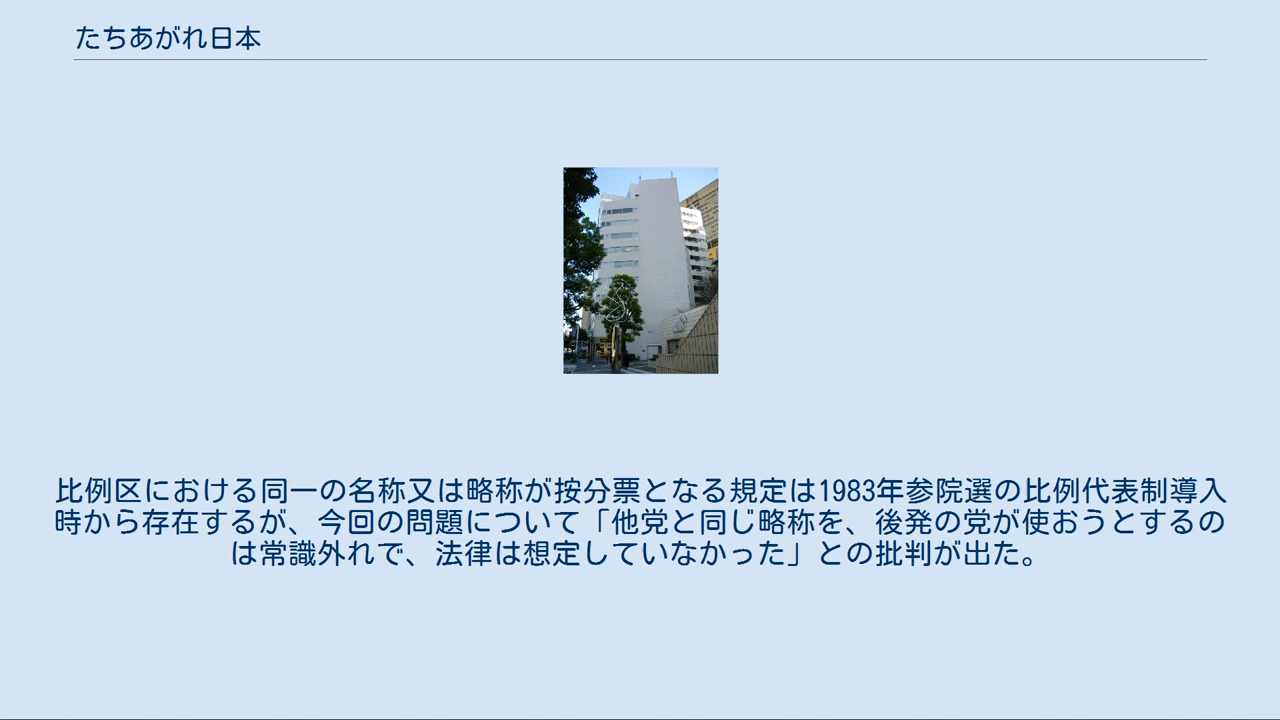 たちあがれ日本
比例区における同一の名称又は略称が按分票となる規定は1983年参院選の比例代表制導入
時から存在するが、今回の問題について「他党と同じ略称を、後発の党が使おうとするの
は常識外れで、法律は想定していなかった」との批判が出た。